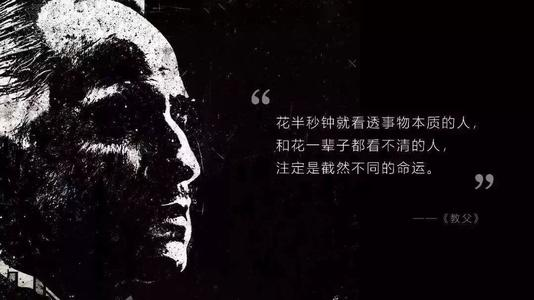 “
花半秒钟就看透事物本质的人，
和花一辈子都看不清的人，
注定是截然不同的命运。
”
——《教父》